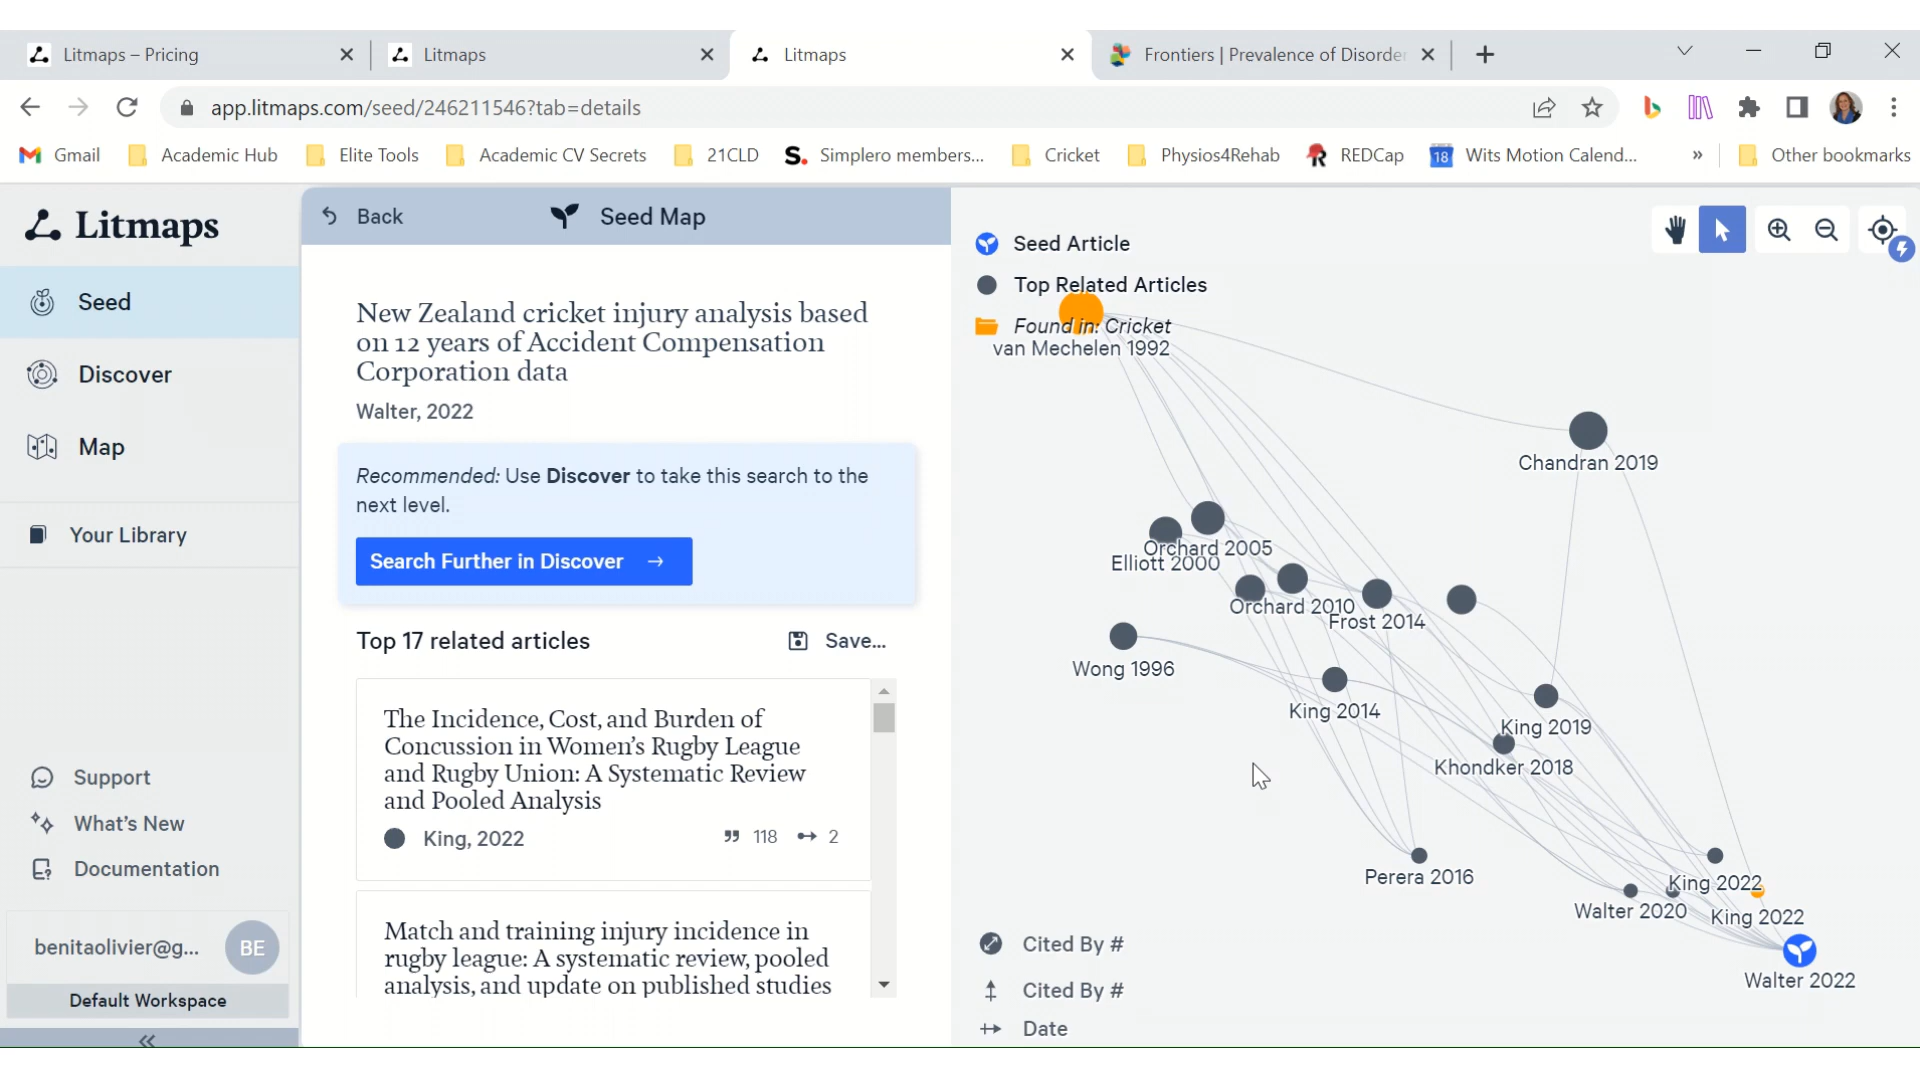 Litmaps – Pricing
Litmaps
Litmaps
Frontiers | Prevalence of Disorder
app.litmaps.com/seed/246211546?tab=details
Gmail
Academic Hub
Elite Tools
Academic CV Secrets
21CLD
S. Simplero members...
Cricket
Physios4Rehab
REDCap
18 Wits Motion Calend...
»
Other bookmarks
Litmaps
Seed
Discover
Map
Your Library
Support
What's New
Documentation
benitaolivier@g...
BE
Default Workspace
«
Back
Seed Map
New Zealand cricket injury analysis based
on 12 years of Accident Compensation
Corporation data
Walter, 2022
Recommended: Use Discover to take this search to the
next level.
Search Further in Discover →
Top 17 related articles
Save...
The Incidence, Cost, and Burden of
Concussion in Women's Rugby League
and Rugby Union: A Systematic Review
and Pooled Analysis
King, 2022
118
2
Match and training injury incidence in
rugby league: A systematic review, pooled
analysis, and update on published studies
Seed Article
Top Related Articles
Found in: Cricket
van Mechelen 1992
Chandran 2019
Orchard 2005
Elliott 2000
Orchard 2010
Frost 2014
Wong 1996
King 2014
King 2019
Khondker 2018
Perera 2016
King 2022
Walter 2020
King 2022
Walter 2022
Cited By #
Cited By #
Date